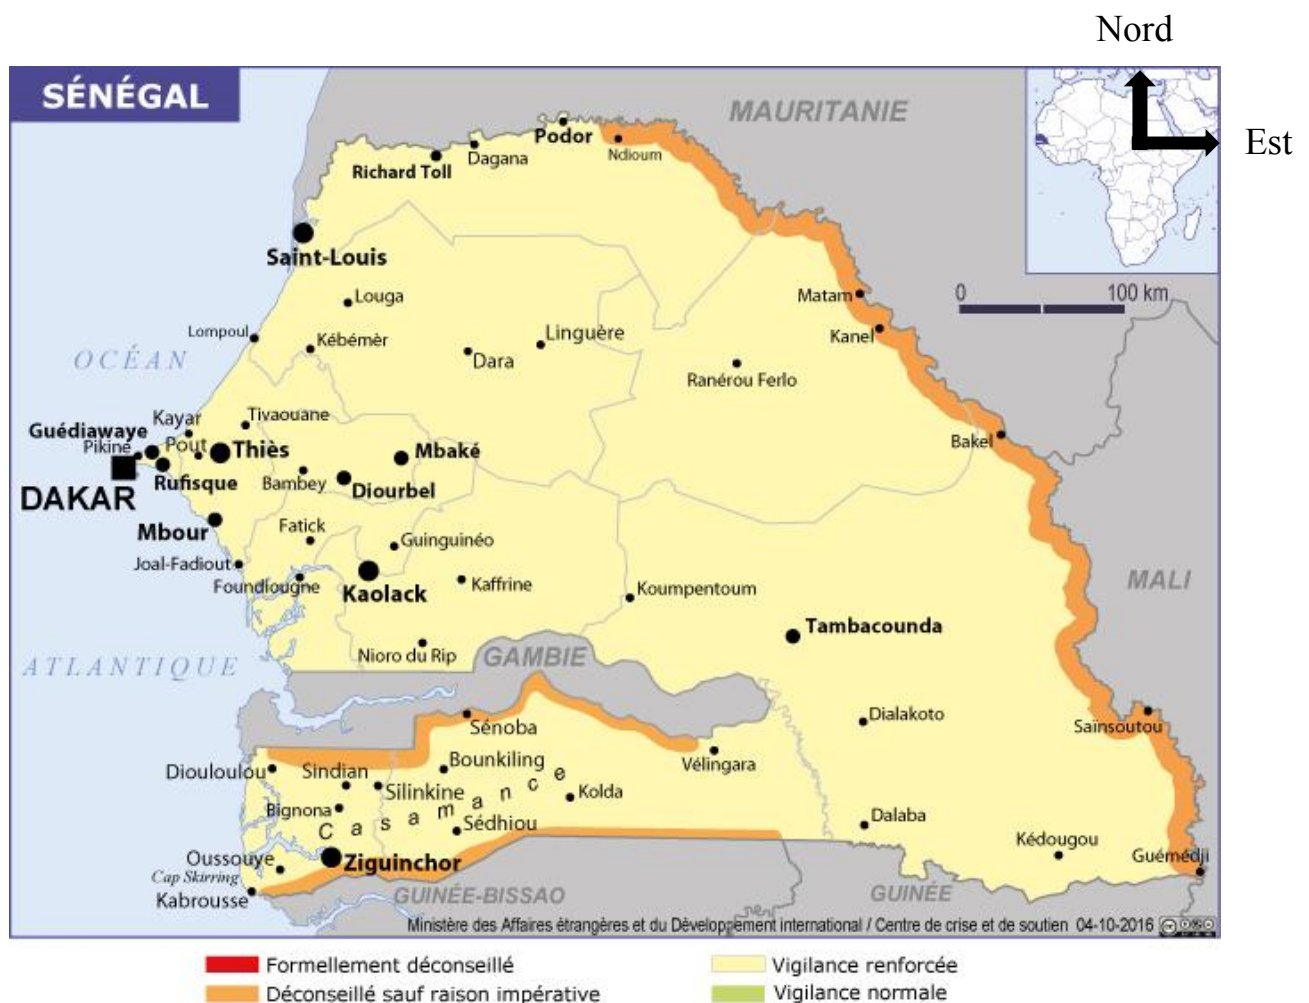 Nord
Est
SÉNÉGAL
MAURITANIE
Podor
Ndioum
Dagana
Richard Toll
Saint-Louis
Louga
Matam
0 100 km
Lompoul
Kébémèr
Linguère
Kanel
OCÉAN
Dara
Ranérou Ferlo
Kayar
Tivaouane
Guédiawaye
Pikine
Pout
Thiès
Mbaké
Bakel
DAKAR
Rufisque
Bambey
Diourbel
Mbour
Fatick
Guinguinéo
Joal-Fadiout
Foundiougne
Kaolack
Kaffrine
Koumpentoum
MALI
Tambacounda
ATLANTIQUE
Nioro du Rip
GAMBIE
Dialakoto
Saïnsoutou
Sénoba
Diouloulou
Sindian
Bounkiling
Vélingara
Silinkine
Kolda
Bignona
Casamance
Sédhiou
Dalaba
Kédougou
Oussouye
Ziguinchor
Guémédji
Cap Skirring
Kabrousse
GUINÉE-BISSAO
GUINÉE
Ministère des Affaires étrangères et du Développement international / Centre de crise et de soutien 04-10-2016
Formellement déconseillé
Vigilance renforcée
Déconseillé sauf raison impérative
Vigilance normale